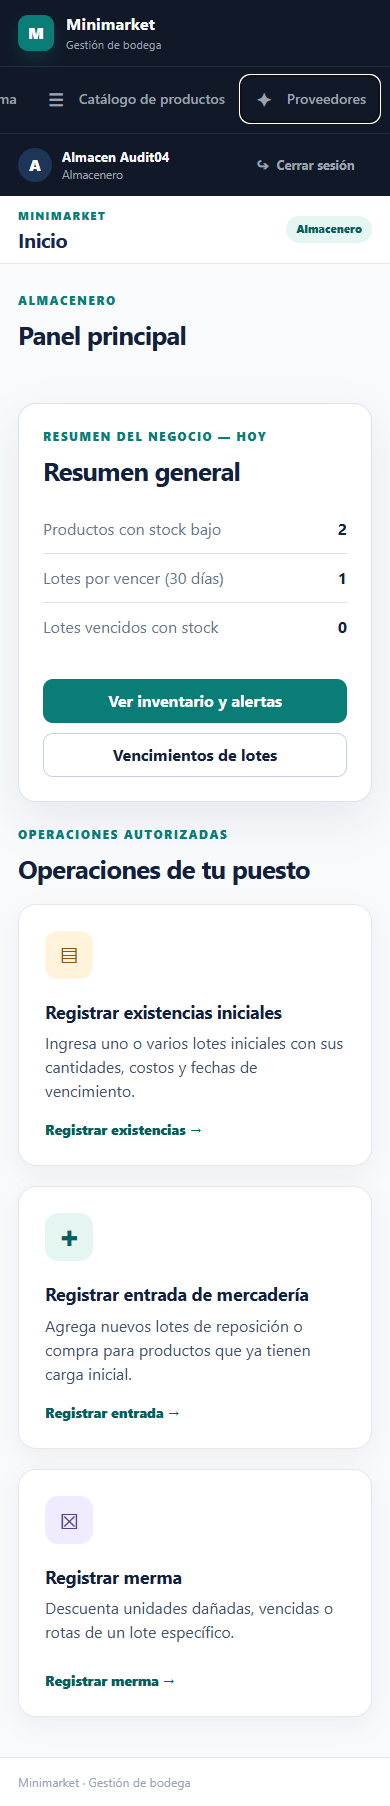 M
Minimarket
Gestión de bodega
ma
Catálogo de productos
Proveedores
A
Almacen Audit04
Almacenero
Cerrar sesión
MINIMARKET
Inicio
Almacenero
ALMACENERO
Panel principal
RESUMEN DEL NEGOCIO — HOY
Resumen general
Productos con stock bajo 2
Lotes por vencer (30 días) 1
Lotes vencidos con stock 0
Ver inventario y alertas
Vencimientos de lotes
OPERACIONES AUTORIZADAS
Operaciones de tu puesto
Registrar existencias iniciales
Ingresa uno o varios lotes iniciales con sus
cantidades, costos y fechas de
vencimiento.
Registrar existencias →
Registrar entrada de mercadería
Agrega nuevos lotes de reposición o
compra para productos que ya tienen
carga inicial.
Registrar entrada →
Registrar merma
Descuenta unidades dañadas, vencidas o
rotas de un lote específico.
Registrar merma →
Minimarket · Gestión de bodega